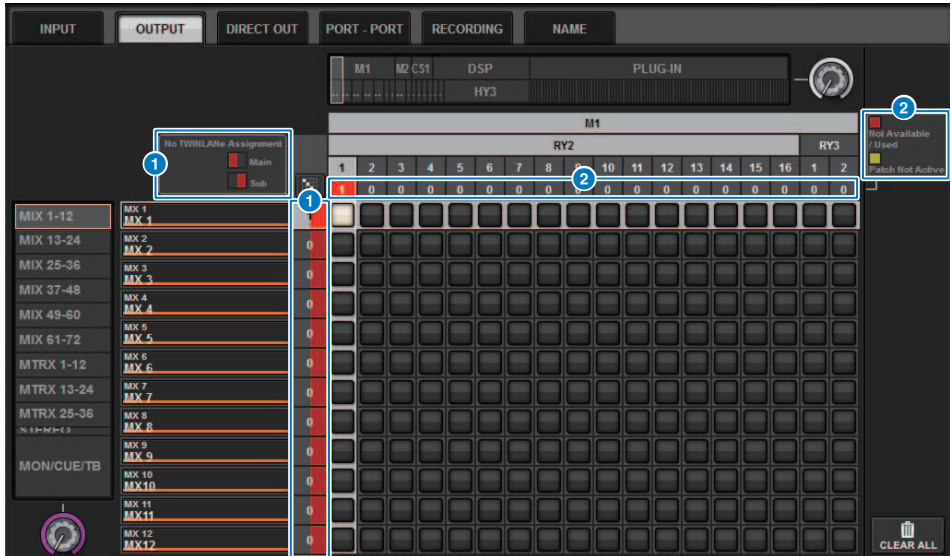 INPUT OUTPUT DIRECT OUT PORT - PORT RECORDING NAME
M1 M2 CS1 DSP PLUG-IN
HY3
M1
RY2 RY3
1 2 3 4 5 6 7 8 9 10 11 12 13 14 15 16 1 2
1 0 0 0 0 0 0 0 0 0 0 0 0 0 0 0 0 0
2
2
Not Available
/ Used
Patch Not Active
1
No TWINLANe Assignment
Main
Sub
1
MIX 1-12
MIX 13-24
MIX 25-36
MIX 37-48
MIX 49-60
MIX 61-72
MTRX 1-12
MTRX 13-24
MTRX 25-36
STEREO
MON/CUE/TB
MX 1
MX 1 1
MX 2
MX 2 0
MX 3
MX 3 0
MX 4
MX 4 0
MX 5
MX 5 0
MX 6
MX 6 0
MX 7
MX 7 0
MX 8
MX 8 0
MX 9
MX 9 0
MX 10
MX10 0
MX 11
MX11 0
MX 12
MX12 0
CLEAR ALL